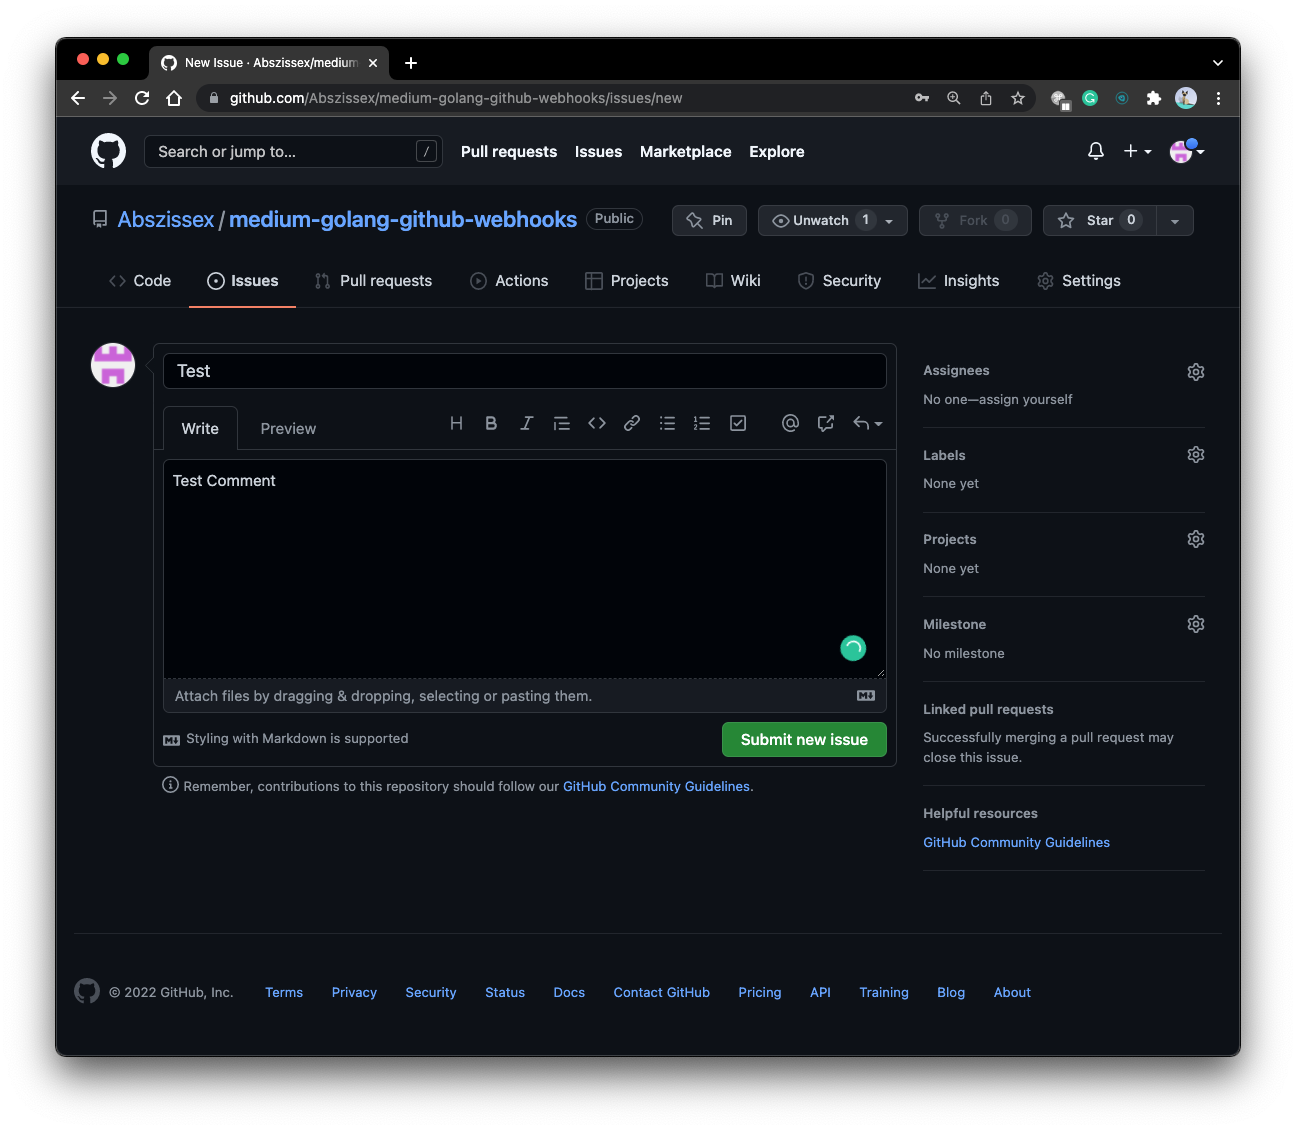 New Issue · Abszissex/medium
github.com/Abszissex/medium-golang-github-webhooks/issues/new
Search or jump to... /
Pull requests Issues Marketplace Explore
Abszissex / medium-golang-github-webhooks Public
Pin Unwatch 1 Fork 0 Star 0
Code Issues Pull requests Actions Projects Wiki Security Insights Settings
Test
Write Preview
Test Comment
Attach files by dragging & dropping, selecting or pasting them.
Styling with Markdown is supported
Submit new issue
Remember, contributions to this repository should follow our GitHub Community Guidelines.
Assignees
No one—assign yourself
Labels
None yet
Projects
None yet
Milestone
No milestone
Linked pull requests
Successfully merging a pull request may
close this issue.
Helpful resources
GitHub Community Guidelines
© 2022 GitHub, Inc. Terms Privacy Security Status Docs Contact GitHub Pricing API Training Blog About